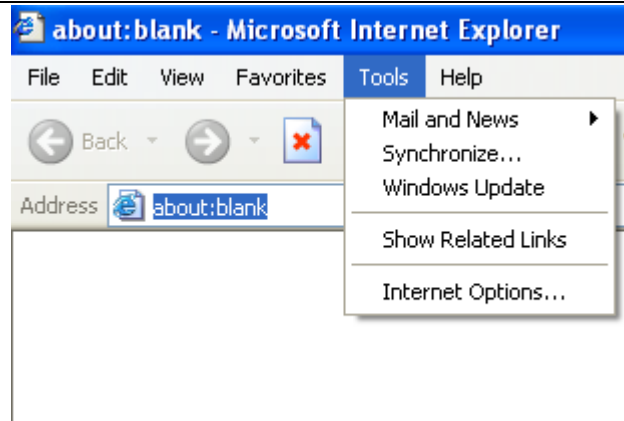 about:blank - Microsoft Internet Explorer
File Edit View Favorites Tools Help
Back
Address about:blank
Mail and News
Synchronize...
Windows Update
Show Related Links
Internet Options...